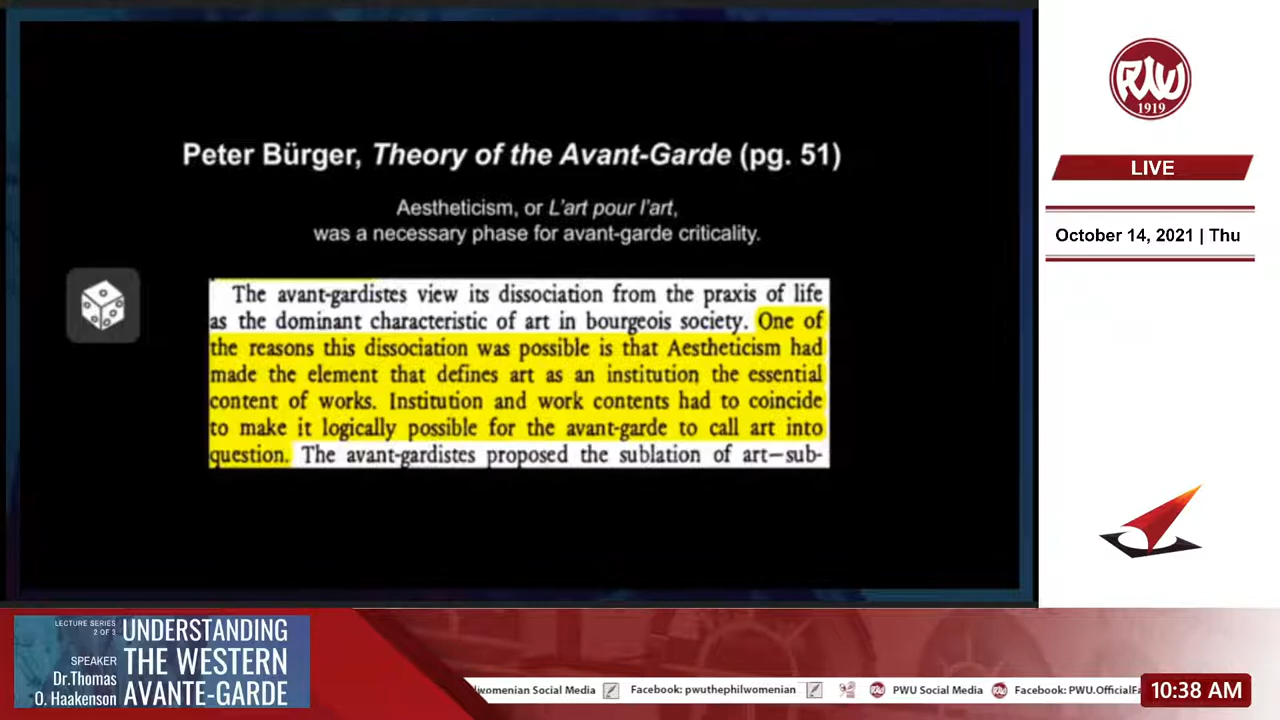 Peter Bürger, Theory of the Avant-Garde (pg. 51)
Aestheticism, or L'art pour l'art,
was a necessary phase for avant-garde criticality.
The avant-gardistes view its dissociation from the praxis of life
as the dominant characteristic of art in bourgeois society. One of
the reasons this dissociation was possible is that Aestheticism had
made the element that defines art as an institution the essential
content of works. Institution and work contents had to coincide
to make it logically possible for the avant-garde to call art into
question. The avant-gardistes proposed the sublation of art—sub-
PWU
1919
LIVE
October 14, 2021 | Thu
LECTURE SERIES
2 OF 3
UNDERSTANDING
THE WESTERN
AVANTE-GARDE
SPEAKER
Dr.Thomas
O. Haakenson
lwomenian Social Media Facebook: pwuthephilwomenian PWU Social Media Facebook: PWU.OfficialFa
10:38 AM